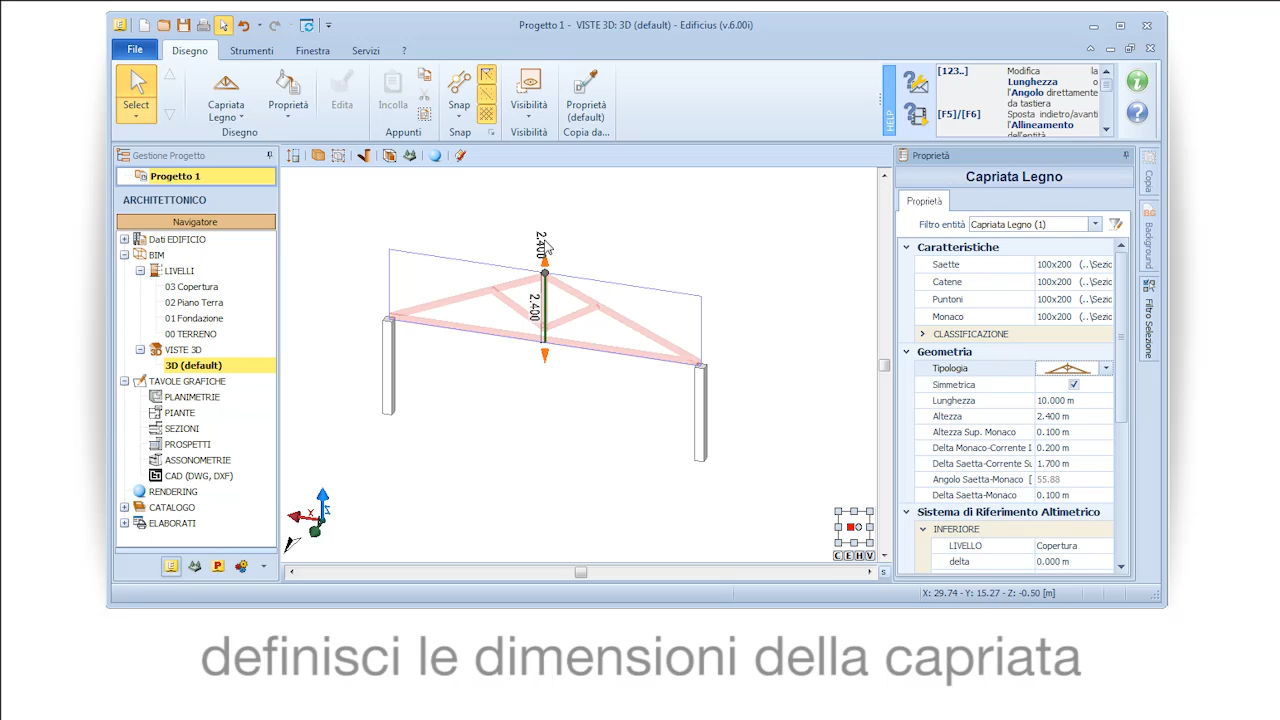 Progetto 1 - VISTE 3D: 3D (default) - Edificius (v.6.00i)
File
Disegno
Strumenti
Finestra
Servizi
?
Select
Capriata
Legno
Proprietà
Disegno
Edita
Incolla
Appunti
Snap
Snap
Visibilità
Visibilità
Proprietà
(default)
Copia da...
HELP
[123..] Modifica la
Lunghezza o
l'Angolo direttamente
da tastiera
[F5]/[F6] Sposta indietro/avanti
l'Allineamento
dell'entità
Gestione Progetto
Progetto 1
ARCHITETTONICO
Navigatore
Dati EDIFICIO
BIM
LIVELLI
03 Copertura
02 Piano Terra
01 Fondazione
00 TERRENO
VISTE 3D
3D (default)
TAVOLE GRAFICHE
PLANIMETRIE
PIANTE
SEZIONI
PROSPETTI
ASSONOMETRIE
CAD (DWG, DXF)
RENDERING
CATALOGO
ELABORATI
2.400
2.400
X
Z
C E H V
S
Proprietà
Capriata Legno
Proprietà
Filtro entità Capriata Legno (1)
Caratteristiche
Saette 100x200 (..\Sezic
Catene 100x200 (..\Sezic
Puntoni 100x200 (..\Sezic
Monaco 100x200 (..\Sezic
CLASSIFICAZIONE
Geometria
Tipologia
Simmetrica
Lunghezza 10.000 m
Altezza 2.400 m
Altezza Sup. Monaco 0.100 m
Delta Monaco-Corrente I 0.200 m
Delta Saetta-Corrente Su 1.700 m
Angolo Saetta-Monaco [ 55.88
Delta Saetta-Monaco 0.100 m
Sistema di Riferimento Altimetrico
INFERIORE
LIVELLO Copertura
delta 0.000 m
Copia
Background
Filtro Selezione
X: 29.74 - Y: 15.27 - Z: -0.50 [m]
definisci le dimensioni della capriata